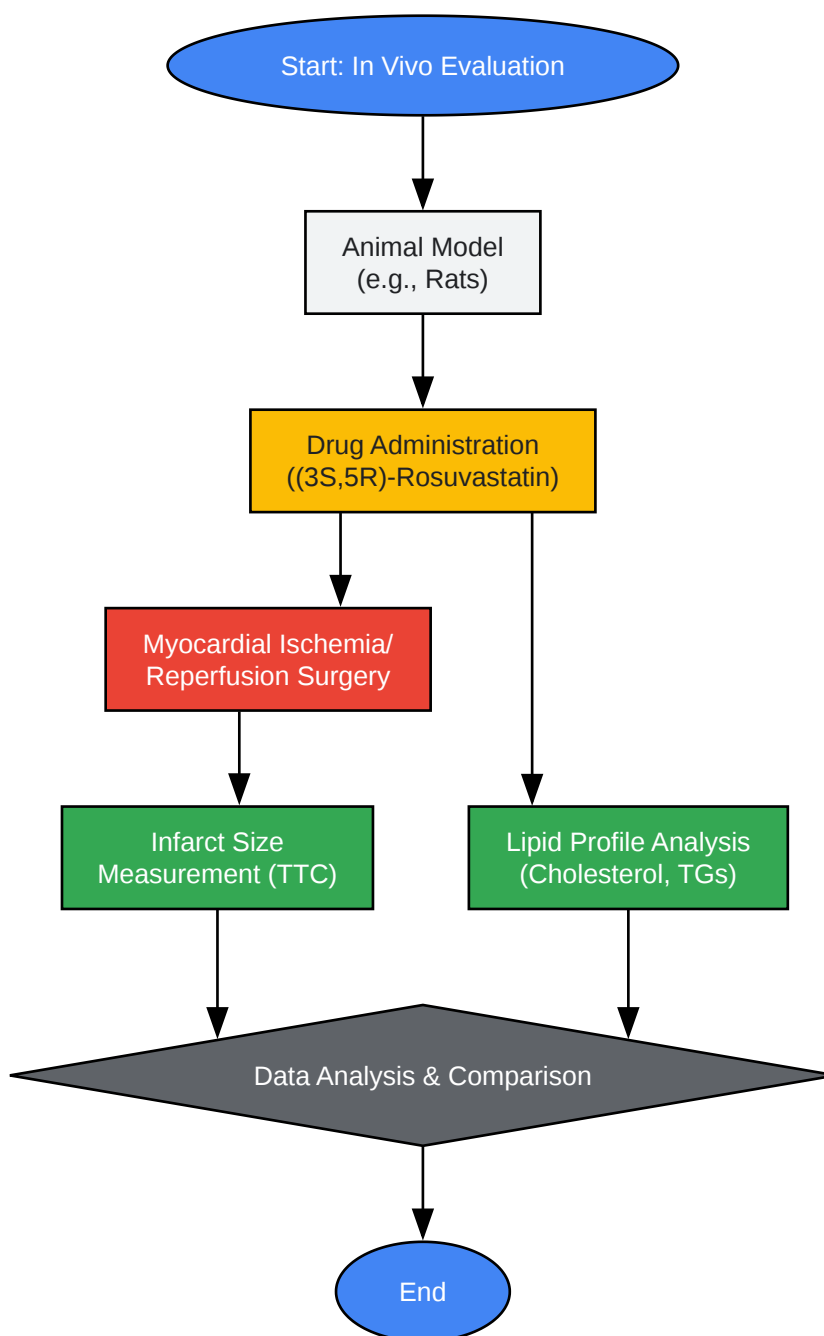 Start: In Vivo Evaluation
Animal Model
(e.g., Rats)
Drug Administration
((3S,5R)-Rosuvastatin)
Myocardial Ischemia/
Reperfusion Surgery
Infarct Size
Measurement (TTC)
Lipid Profile Analysis
(Cholesterol, TGs)
Data Analysis & Comparison
End